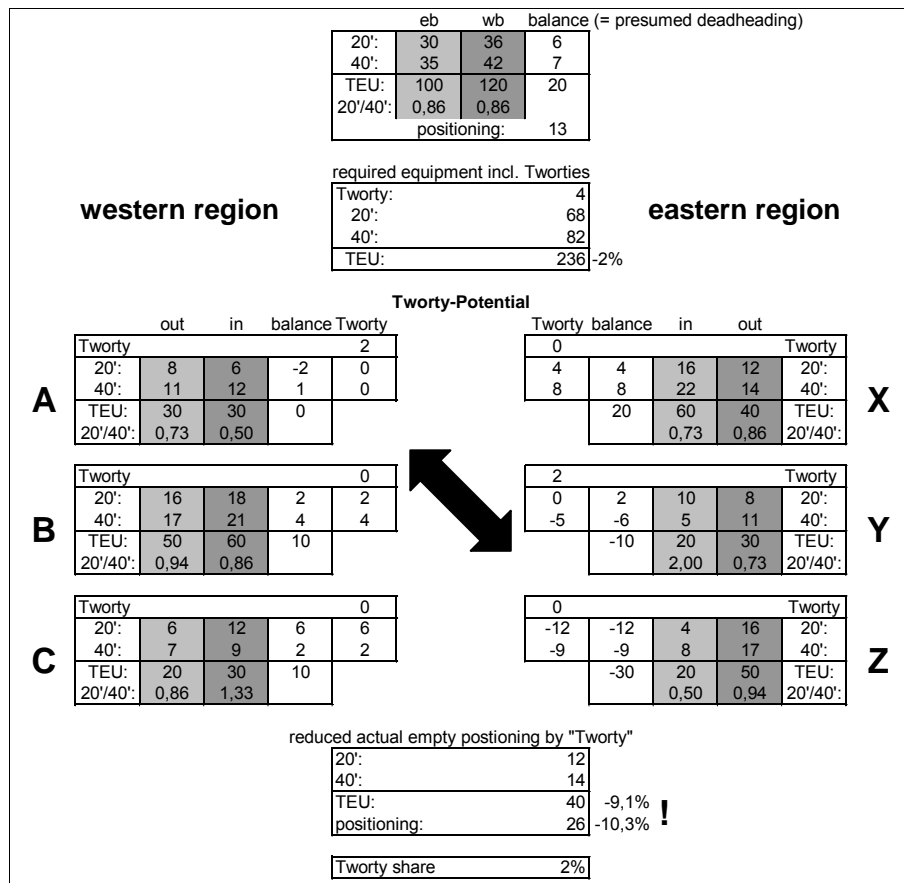 eb wb balance (= presumed deadheading)
20': 30 36 6
40': 35 42 7
TEU: 100 120 20
20'/40': 0,86 0,86
positioning: 13
required equipment incl. Tworties
Tworty: 4
western region 20': 68 eastern region
40': 82
TEU: 236 -2%
Tworty-Potential
out in balance Tworty Tworty balance in out
Tworty 2 0 Tworty
20': 8 6 -2 0 4 4 16 12 20':
A 40': 11 12 1 0 8 8 22 14 40': X
TEU: 30 30 0 20 60 40 TEU:
20'/40': 0,73 0,50 0,73 0,86 20'/40':
Tworty 0 2 Tworty
20': 16 18 2 2 0 2 10 8 20':
B 40': 17 21 4 4 -5 -6 5 11 40': Y
TEU: 50 60 10 -10 20 30 TEU:
20'/40': 0,94 0,86 2,00 0,73 20'/40':
Tworty 0 0 Tworty
20': 6 12 6 6 -12 -12 4 16 20':
C 40': 7 9 2 2 -9 -9 8 17 40': Z
TEU: 20 30 10 -30 20 50 TEU:
20'/40': 0,86 1,33 0,50 0,94 20'/40':
reduced actual empty postioning by "Tworty"
20': 12
40': 14
TEU: 40 -9,1%
positioning: 26 -10,3% !
Tworty share 2%